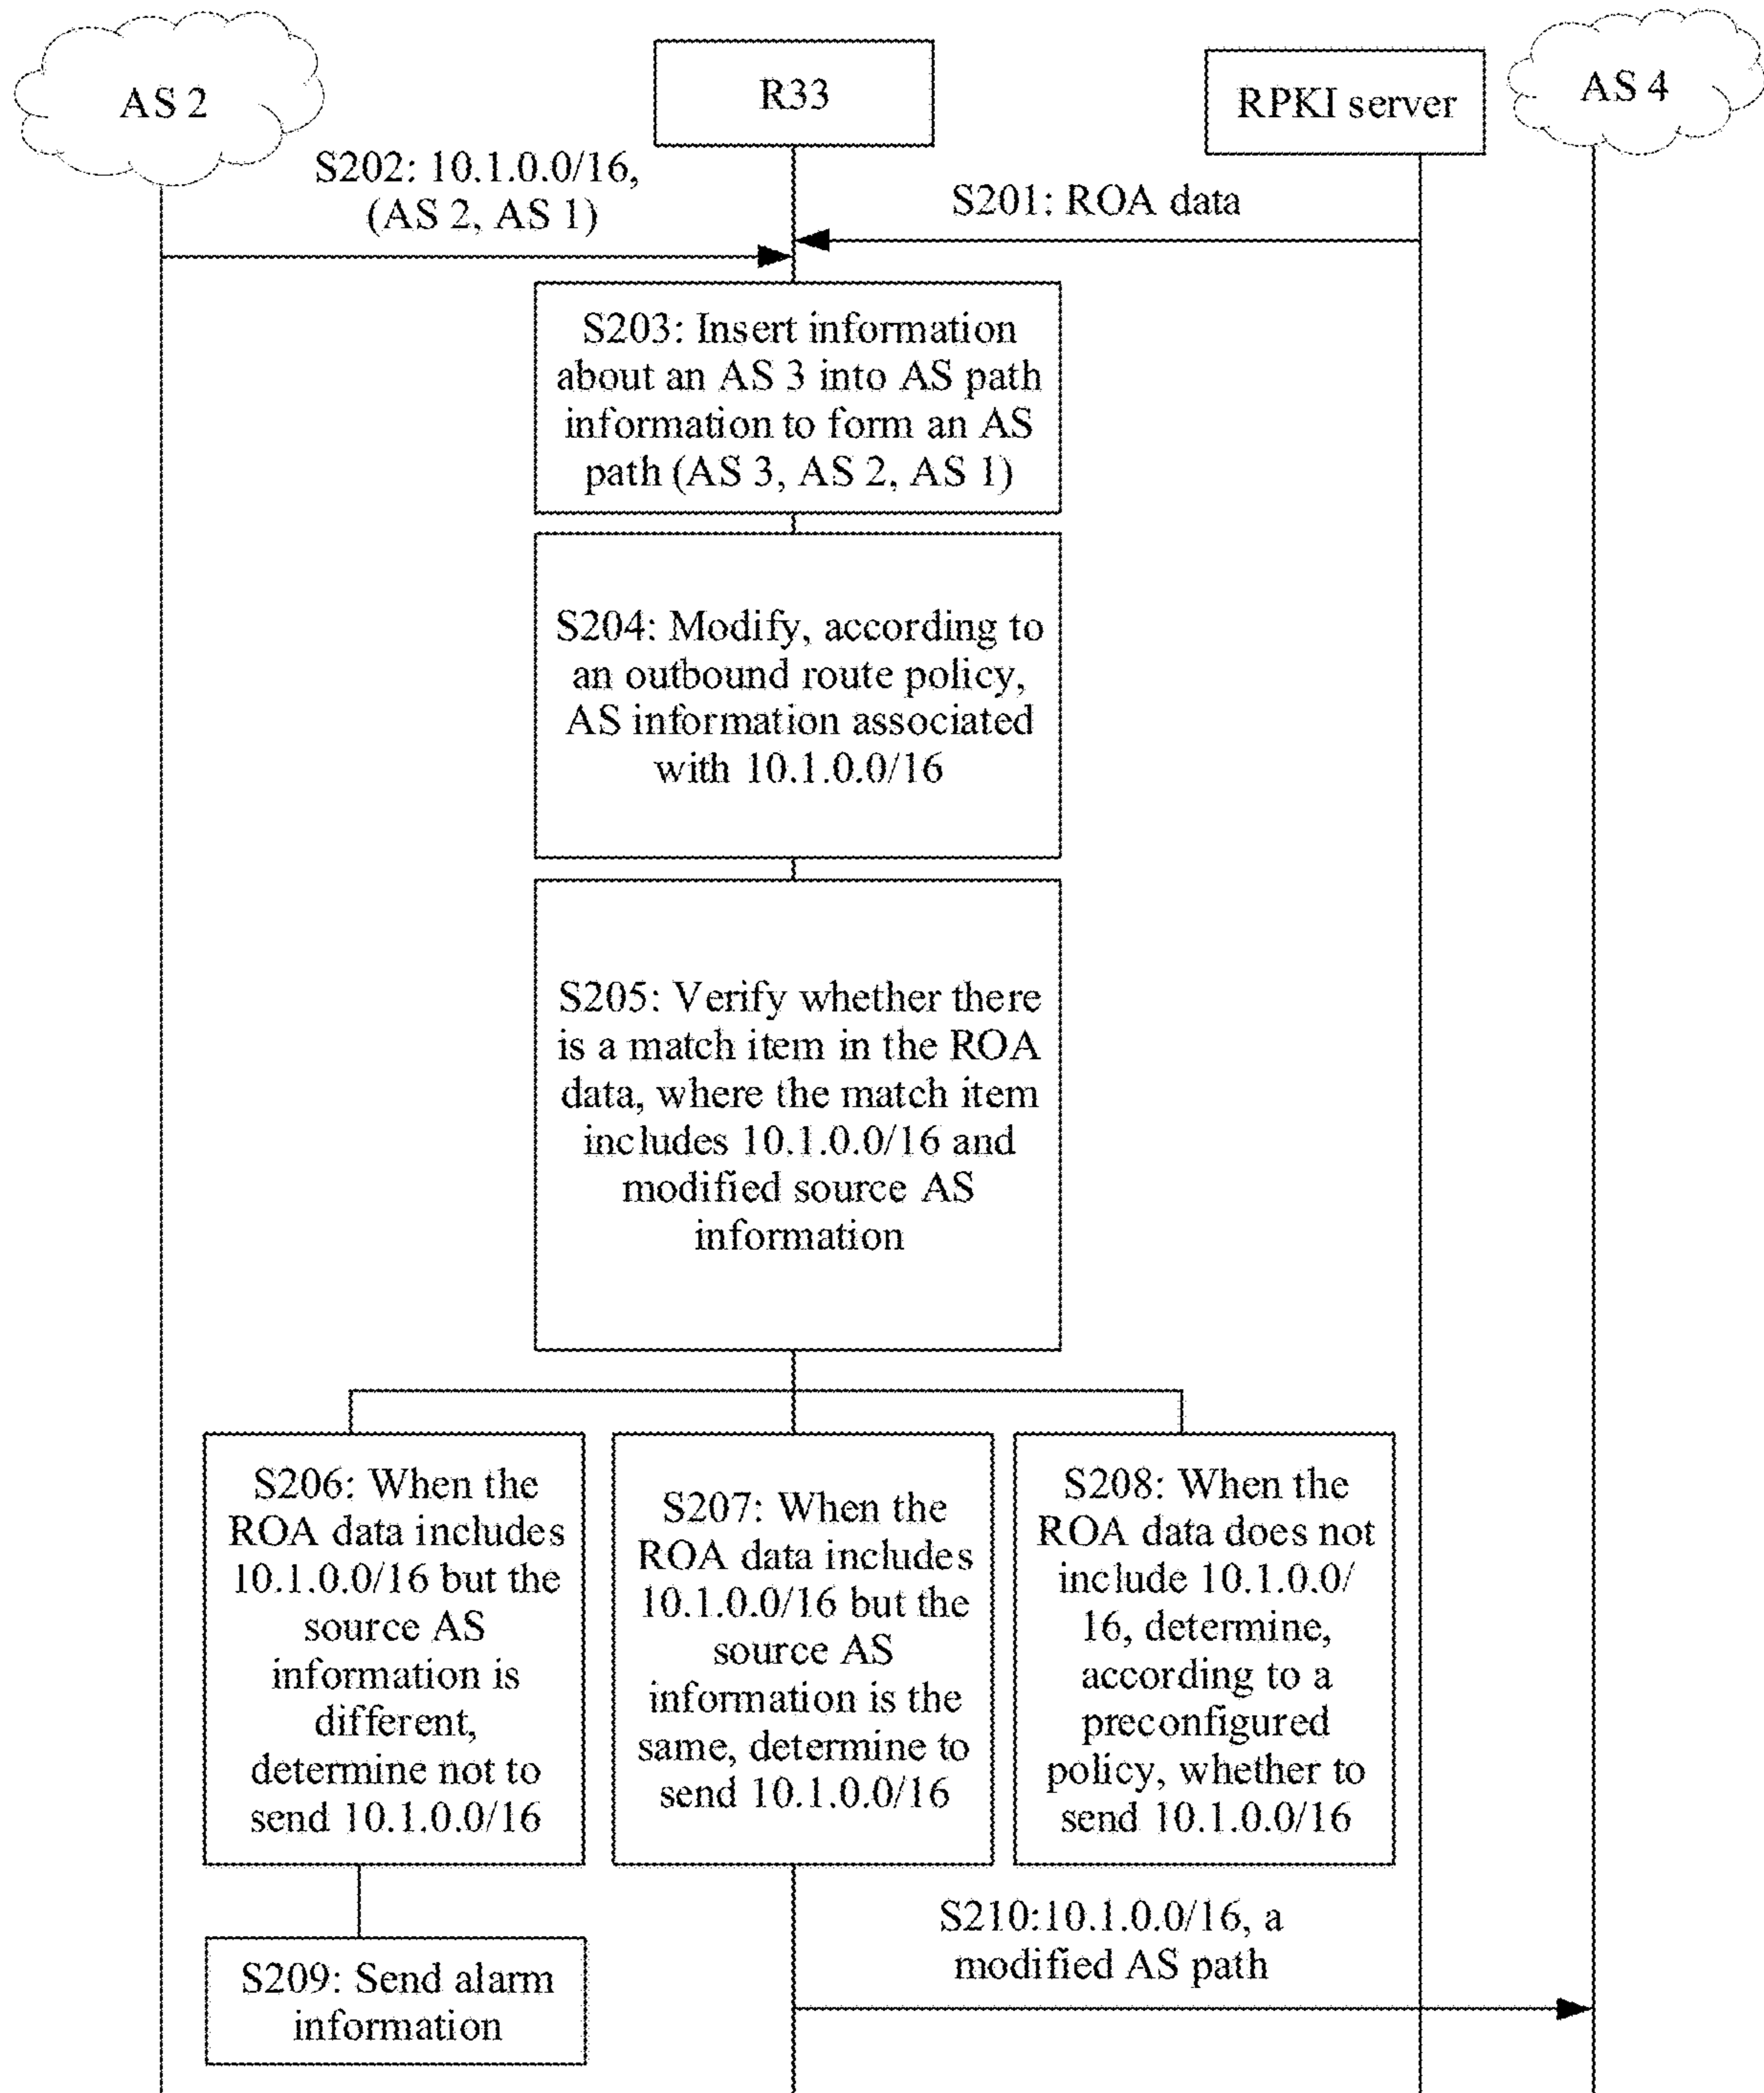 AS 2
R33
RPKI server
AS 4
S202: 10.1.0.0/16,
(AS 2, AS 1)
S201: ROA data
S203: Insert information
about an AS 3 into AS path
information to form an AS
path (AS 3, AS 2, AS 1)
S204: Modify, according to
an outbound route policy,
AS information associated
with 10.1.0.0/16
S205: Verify whether there
is a match item in the ROA
data, where the match item
includes 10.1.0.0/16 and
modified source AS
information
S206: When the
ROA data includes
10.1.0.0/16 but the
source AS
information is
different,
determine not to
send 10.1.0.0/16
S207: When the
ROA data includes
10.1.0.0/16 but the
source AS
information is the
same, determine to
send 10.1.0.0/16
S208: When the
ROA data does not
include 10.1.0.0/
16, determine,
according to a
preconfigured
policy, whether to
send 10.1.0.0/16
S209: Send alarm
information
S210:10.1.0.0/16, a
modified AS path